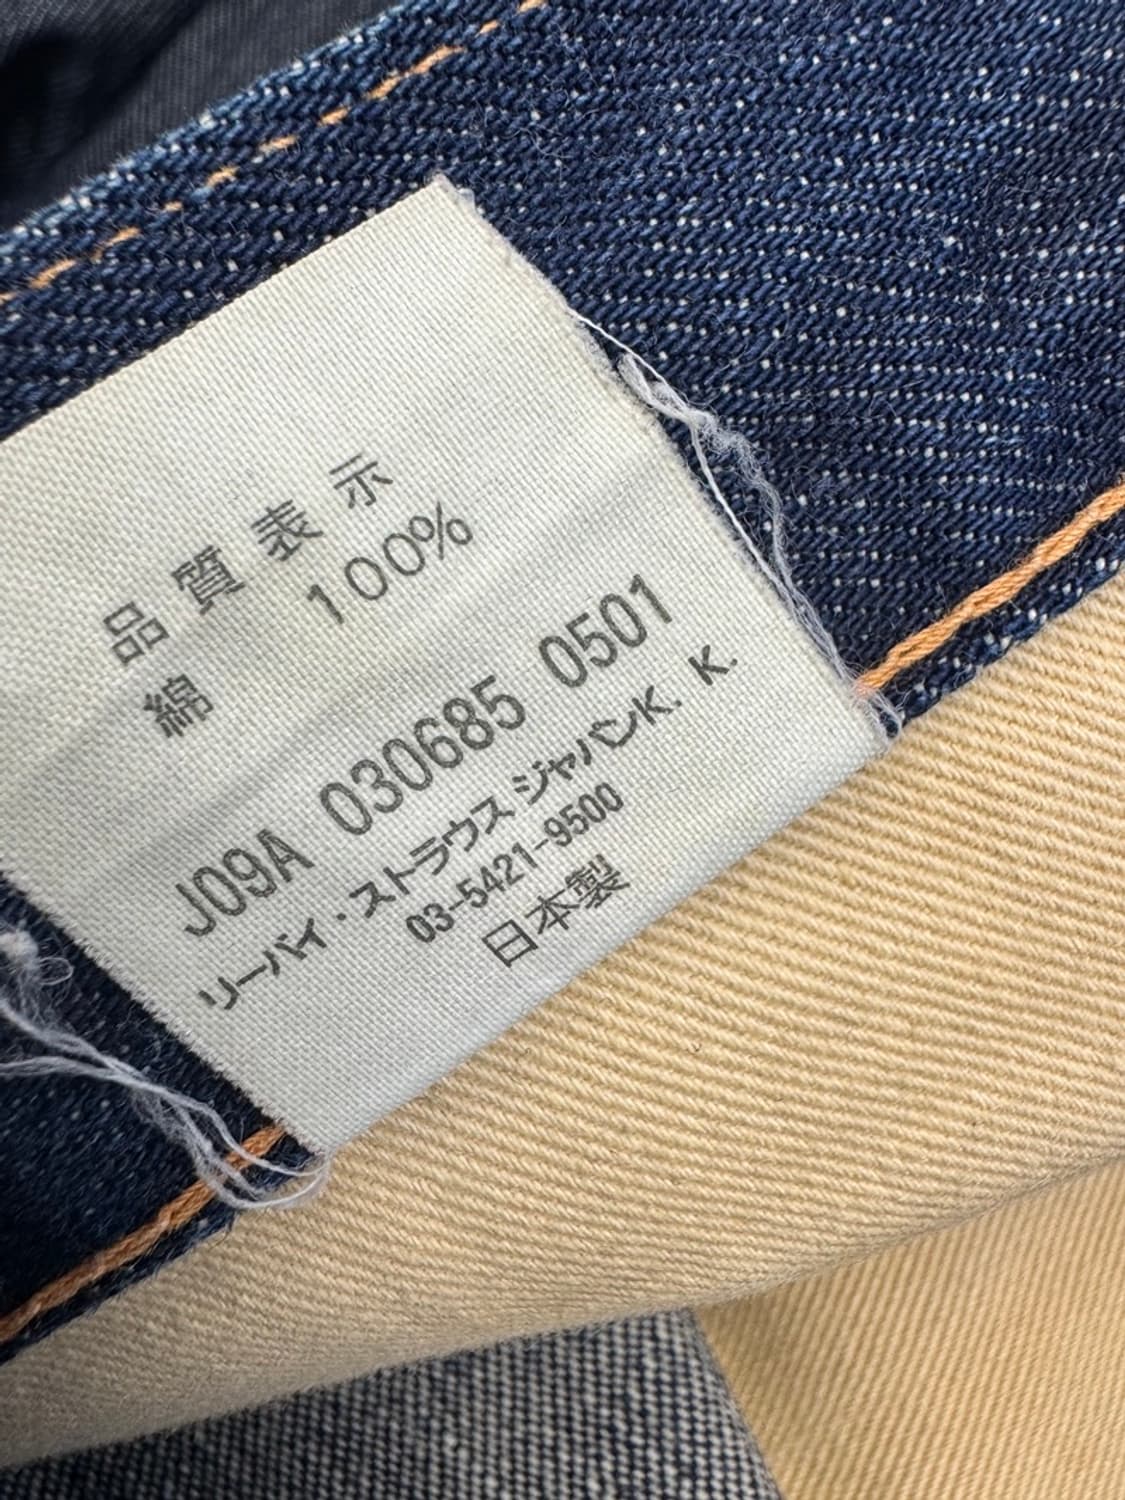 品質表示
綿 100%
J09A 030685 0501
リーバイ・ストラウス ジャパンK. K.
03-5421-9500
日本製